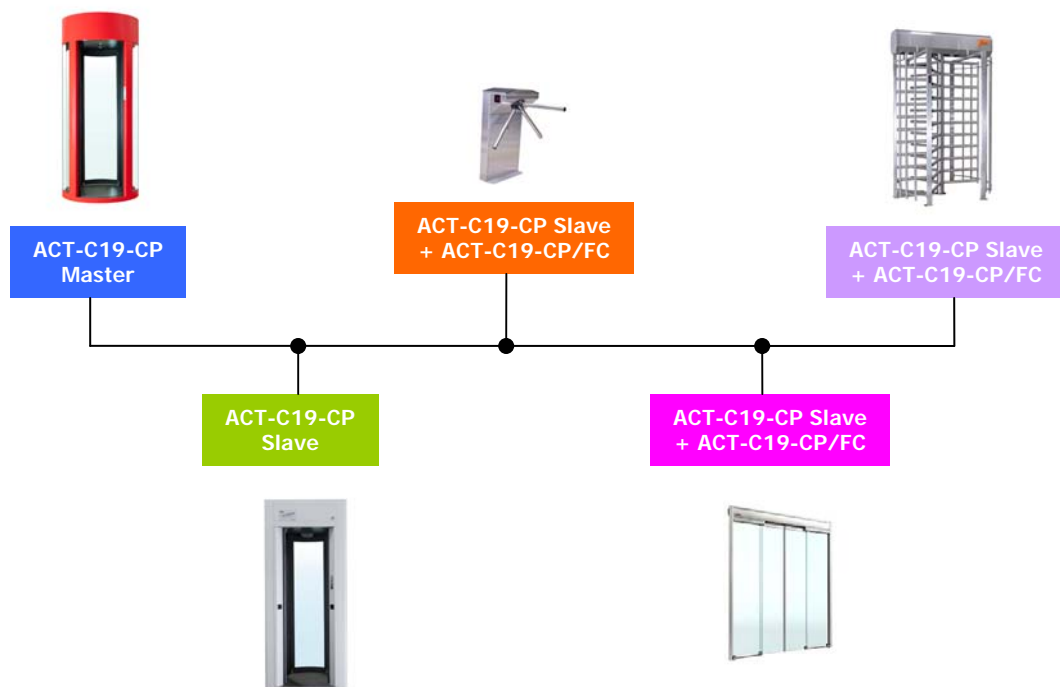 ACT-C19-CP
Master
ACT-C19-CP Slave
+ ACT-C19-CP/FC
ACT-C19-CP Slave
+ ACT-C19-CP/FC
ACT-C19-CP
Slave
ACT-C19-CP Slave
+ ACT-C19-CP/FC